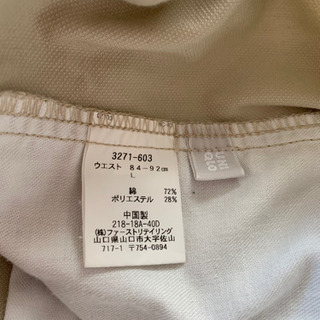 3271-603
ウエスト 84-92cm
L
綿 72%
ポリエステル 28%
中国製
218-18A-40D
(株)ファーストリテイリング
山口県山口市大字佐山
717-1 〒754-0894
UNI
QLO